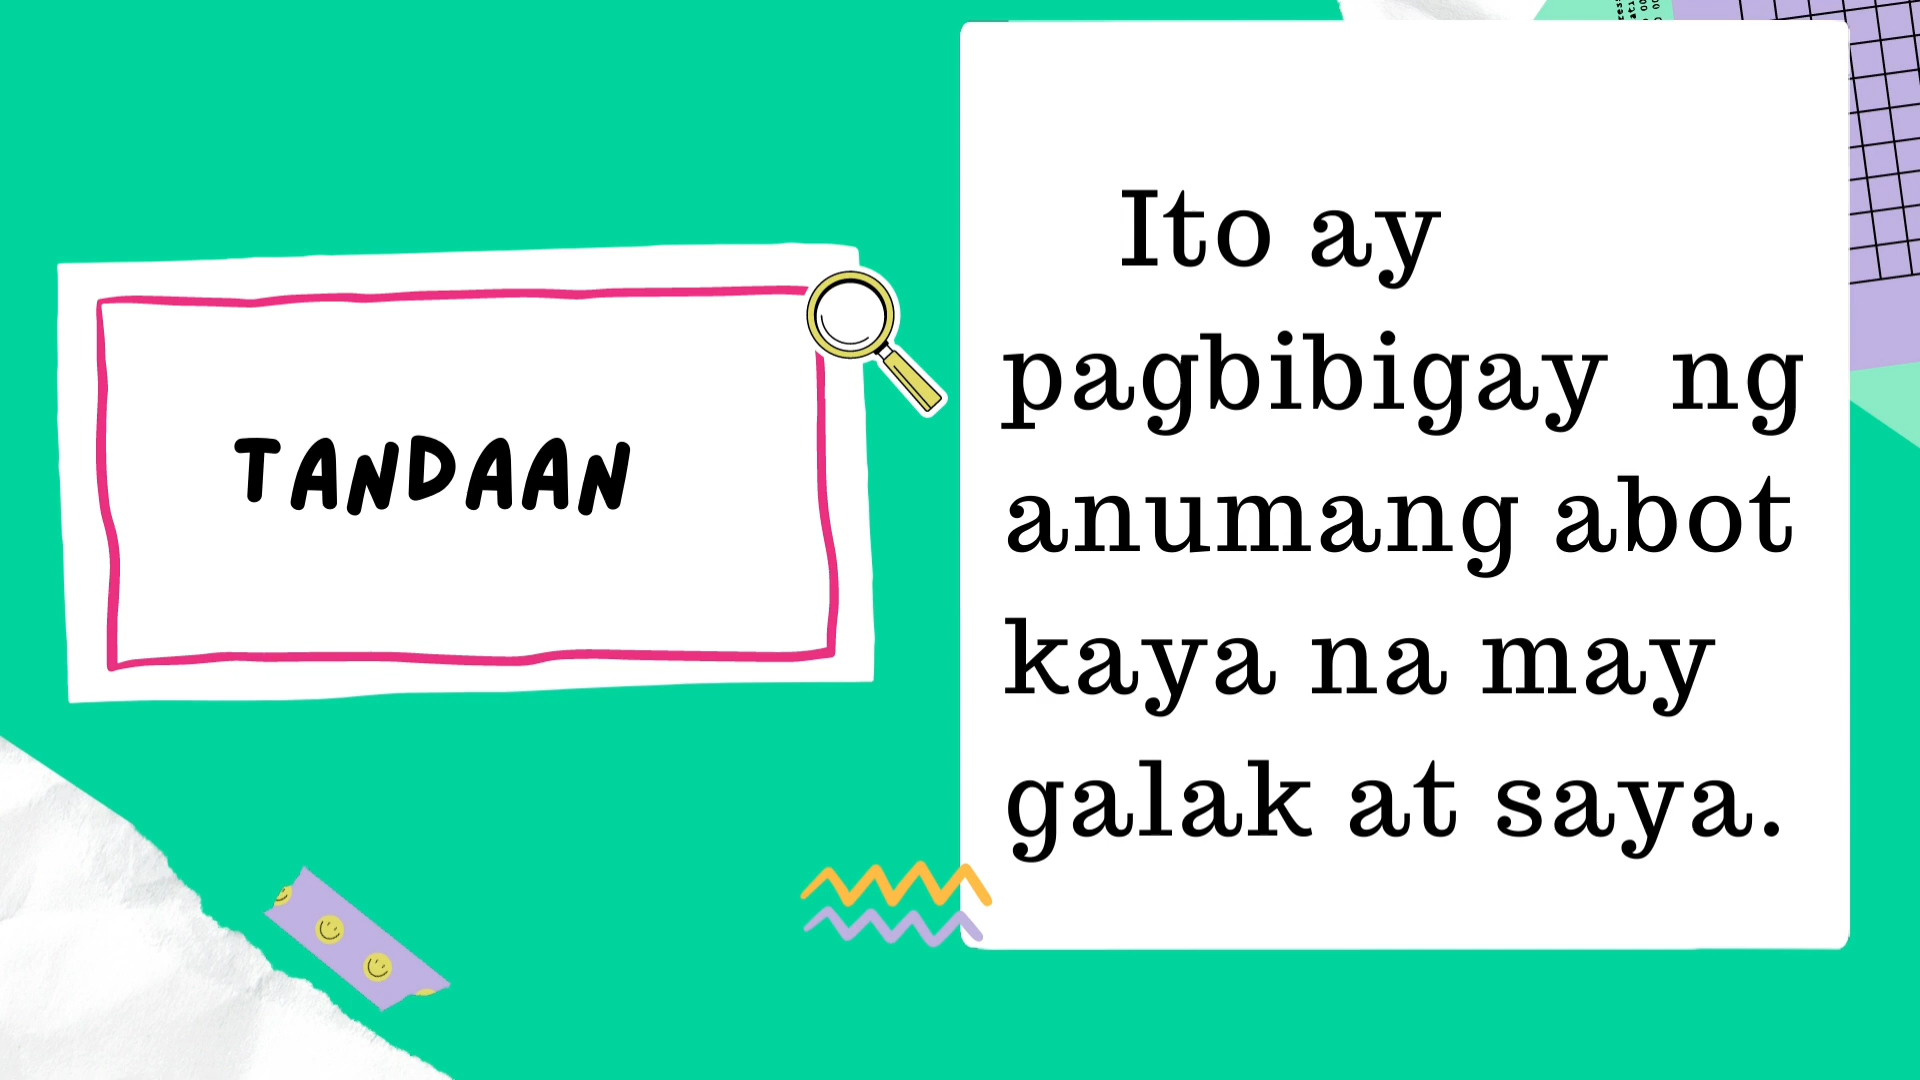 TANDAAN
Ito ay
pagbibigay ng
anumang abot
kaya na may
galak at saya.